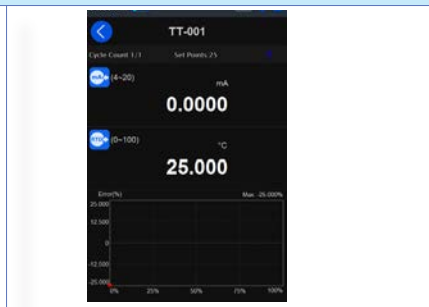 TT-001
Cycle Count 1/1 Set Points 25
mA (4~20)
mA
0.0000
(0~100)
°C
25.000
Error(%) Max: -25.000%
25.000
12.500
0
-12.500
-25.000
0% 25% 50% 75% 100%